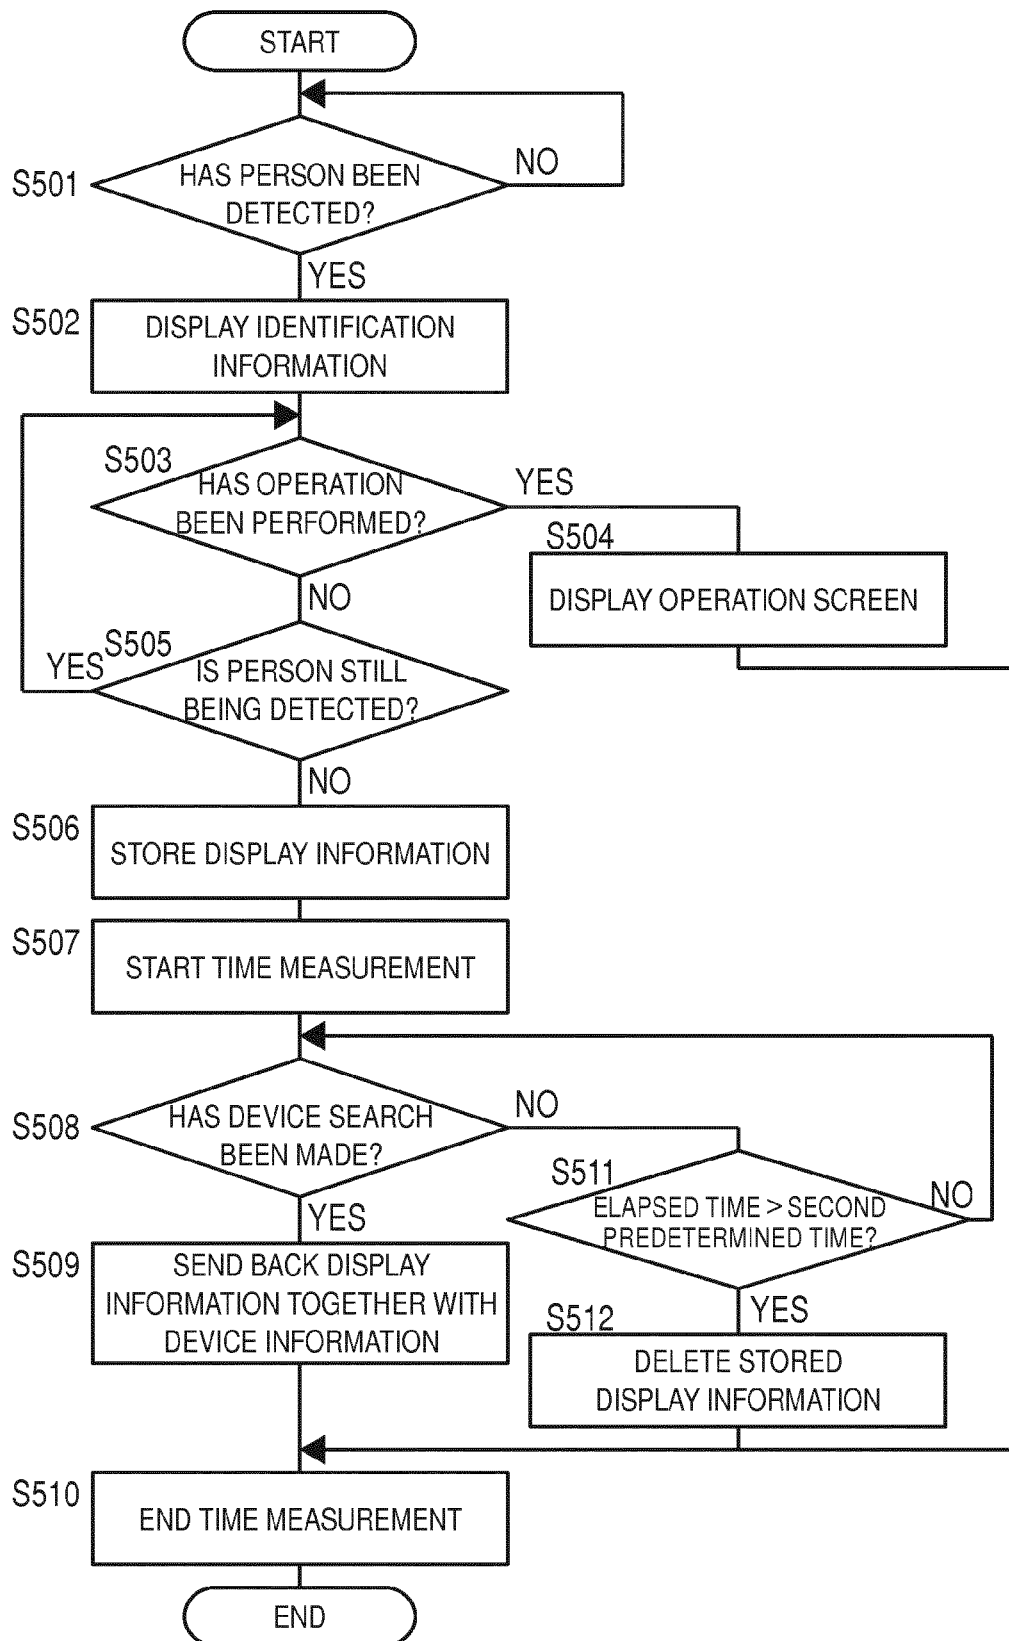 START
S501
HAS PERSON BEEN
DETECTED?
NO
YES
S502
DISPLAY IDENTIFICATION
INFORMATION
S503
HAS OPERATION
BEEN PERFORMED?
YES
S504
DISPLAY OPERATION SCREEN
NO
S505
YES
IS PERSON STILL
BEING DETECTED?
NO
S506
STORE DISPLAY INFORMATION
S507
START TIME MEASUREMENT
S508
HAS DEVICE SEARCH
BEEN MADE?
NO
S511
ELAPSED TIME > SECOND
PREDETERMINED TIME?
NO
YES
S509
SEND BACK DISPLAY
INFORMATION TOGETHER WITH
DEVICE INFORMATION
YES
S512
DELETE STORED
DISPLAY INFORMATION
S510
END TIME MEASUREMENT
END